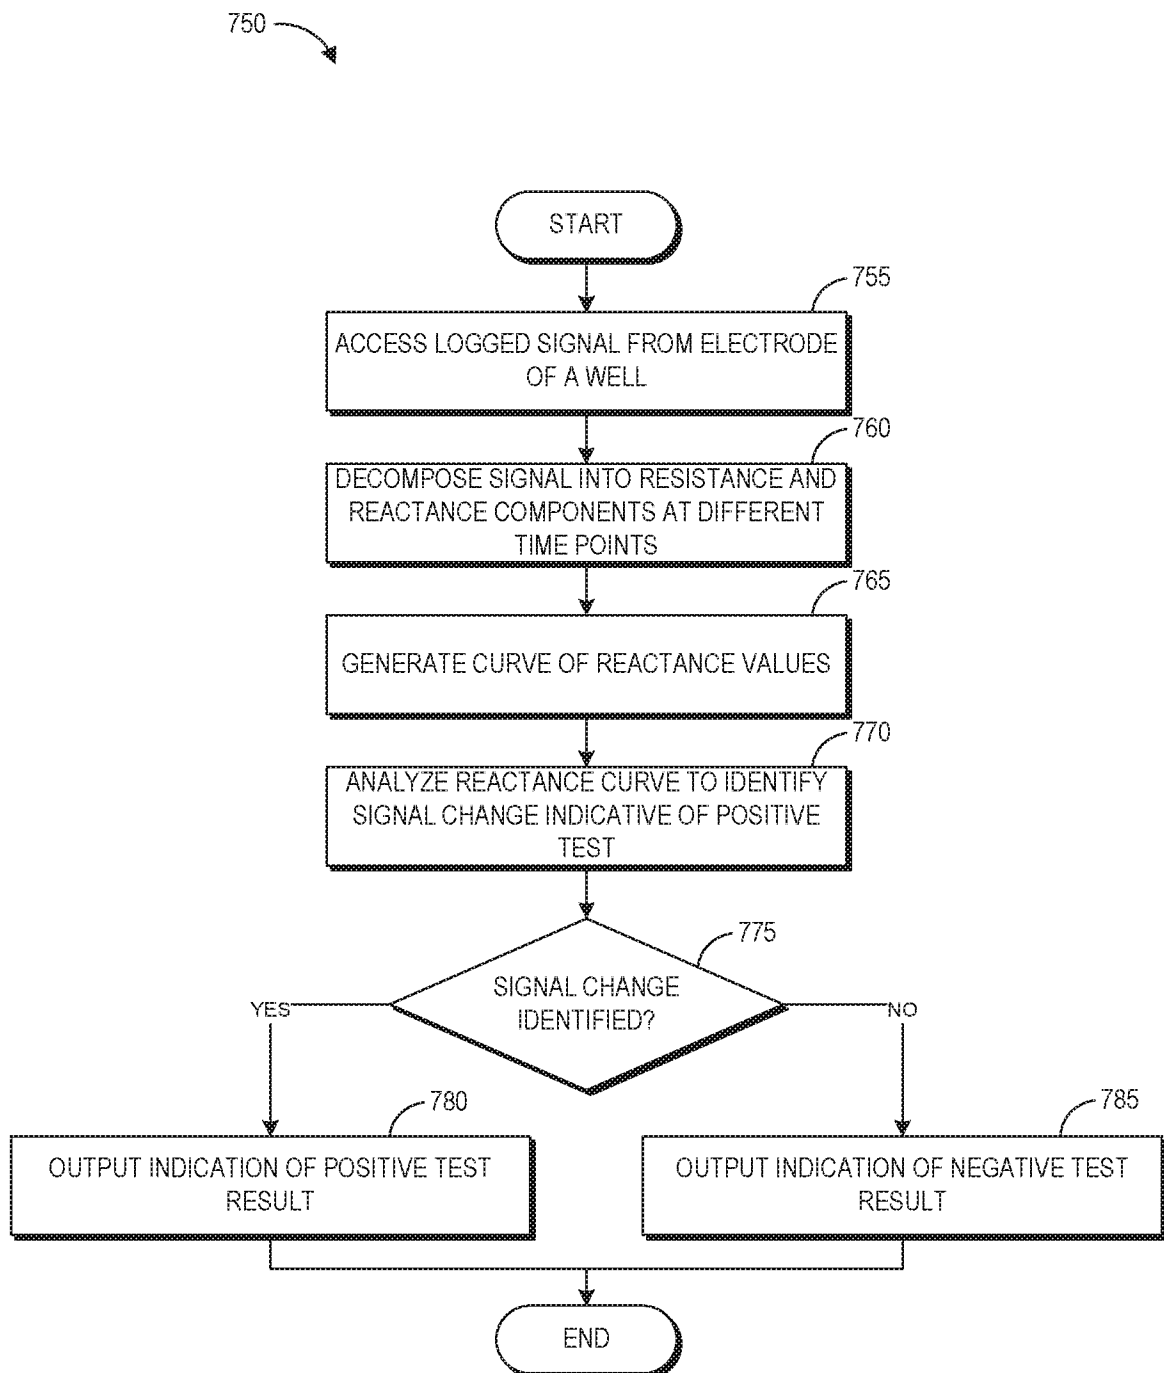 750
START
755
ACCESS LOGGED SIGNAL FROM ELECTRODE
OF A WELL
760
DECOMPOSE SIGNAL INTO RESISTANCE AND
REACTANCE COMPONENTS AT DIFFERENT
TIME POINTS
765
GENERATE CURVE OF REACTANCE VALUES
770
ANALYZE REACTANCE CURVE TO IDENTIFY
SIGNAL CHANGE INDICATIVE OF POSITIVE
TEST
775
SIGNAL CHANGE
IDENTIFIED?
YES
NO
780
OUTPUT INDICATION OF POSITIVE TEST
RESULT
785
OUTPUT INDICATION OF NEGATIVE TEST
RESULT
END